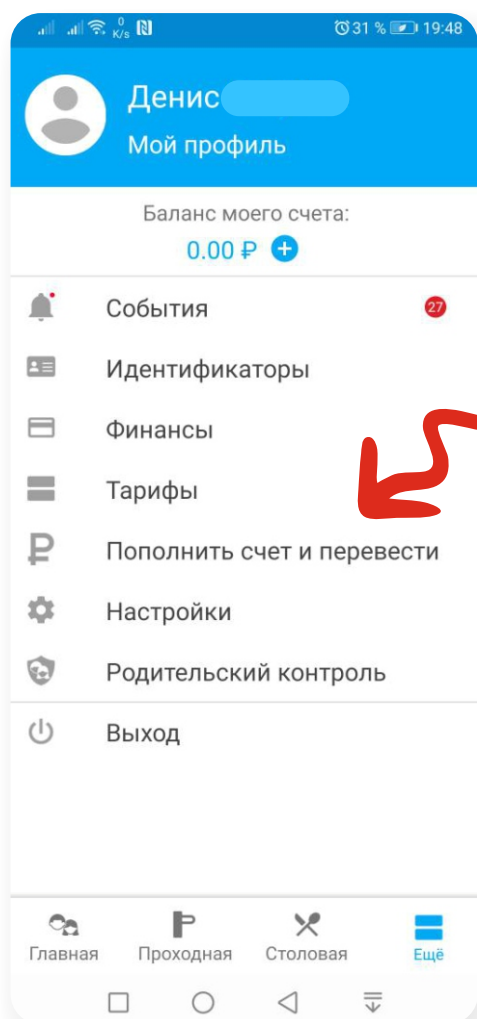 0 K/s 31 % 19:48
Денис
Мой профиль
Баланс моего счета:
0.00 ₽
События 27
Идентификаторы
Финансы
Тарифы
Пополнить счет и перевести
Настройки
Родительский контроль
Выход
Главная Проходная Столовая Ещё